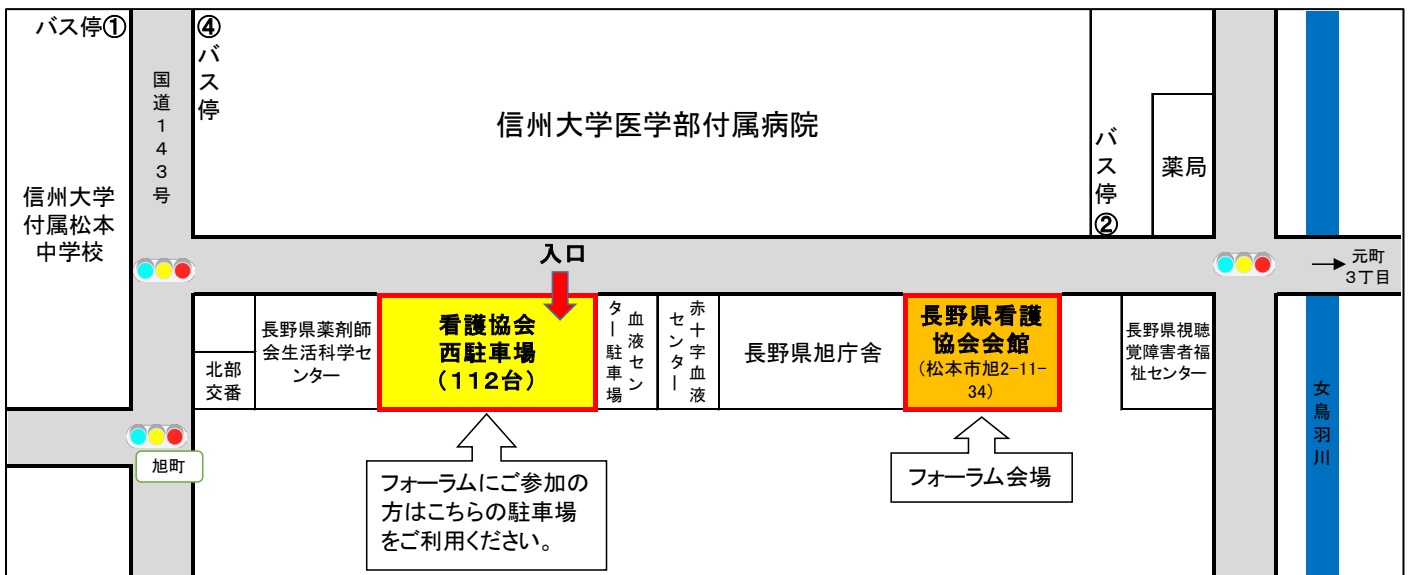 バス停①
④バス停
国道143号
信州大学医学部付属病院
バス停②
薬局
信州大学
付属松本
中学校
入口
元町
3丁目
北部
交番
長野県薬剤師
会生活科学セ
ンター
看護協会
西駐車場
(112台)
血液セン
ター駐車場
赤十字血液
センター
長野県旭庁舎
長野県看護
協会会館
(松本市旭2-11-
34)
長野県視聴
覚障害者福
祉センター
女鳥羽川
旭町
フォーラムにご参加の
方はこちらの駐車場
をご利用ください。
フォーラム会場